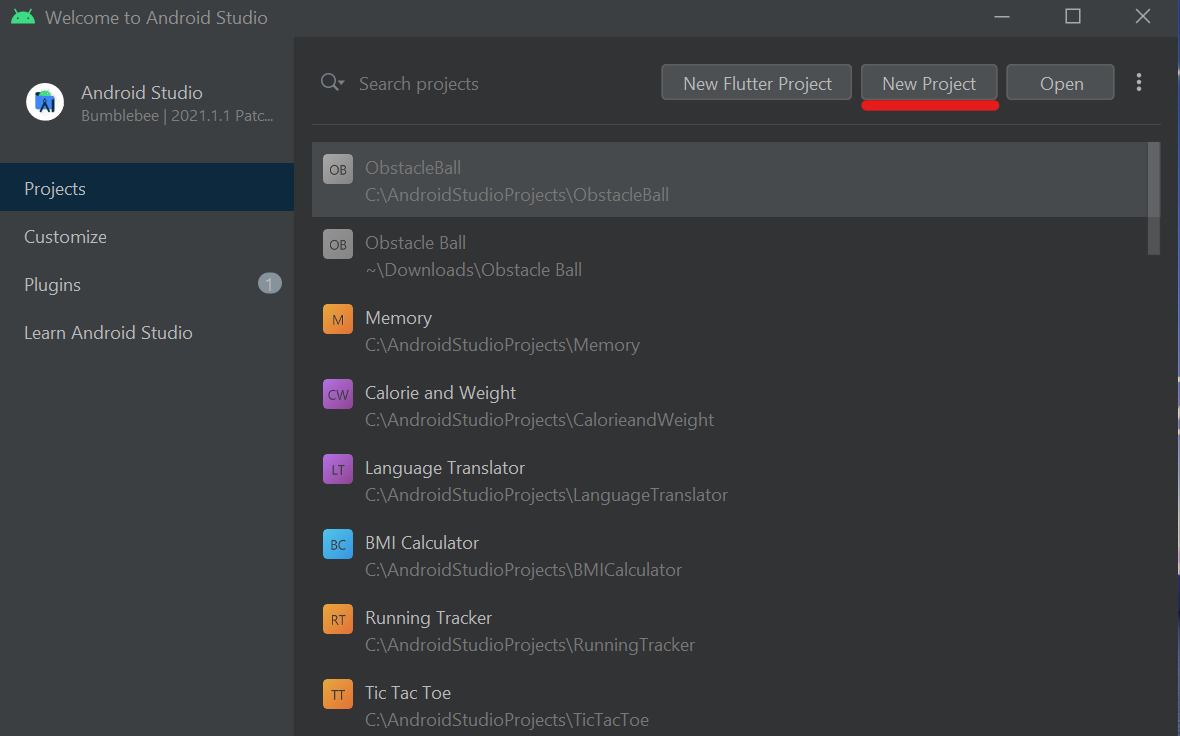 Welcome to Android Studio
Android Studio
Bumblebee | 2021.1.1 Patc...
Projects
Customize
Plugins
1
Learn Android Studio
Search projects
New Flutter Project
New Project
Open
OB
ObstacleBall
C:\AndroidStudioProjects\ObstacleBall
OB
Obstacle Ball
~\Downloads\Obstacle Ball
M
Memory
C:\AndroidStudioProjects\Memory
CW
Calorie and Weight
C:\AndroidStudioProjects\CalorieandWeight
LT
Language Translator
C:\AndroidStudioProjects\LanguageTranslator
BC
BMI Calculator
C:\AndroidStudioProjects\BMICalculator
RT
Running Tracker
C:\AndroidStudioProjects\RunningTracker
TT
Tic Tac Toe
C:\AndroidStudioProjects\TicTacToe